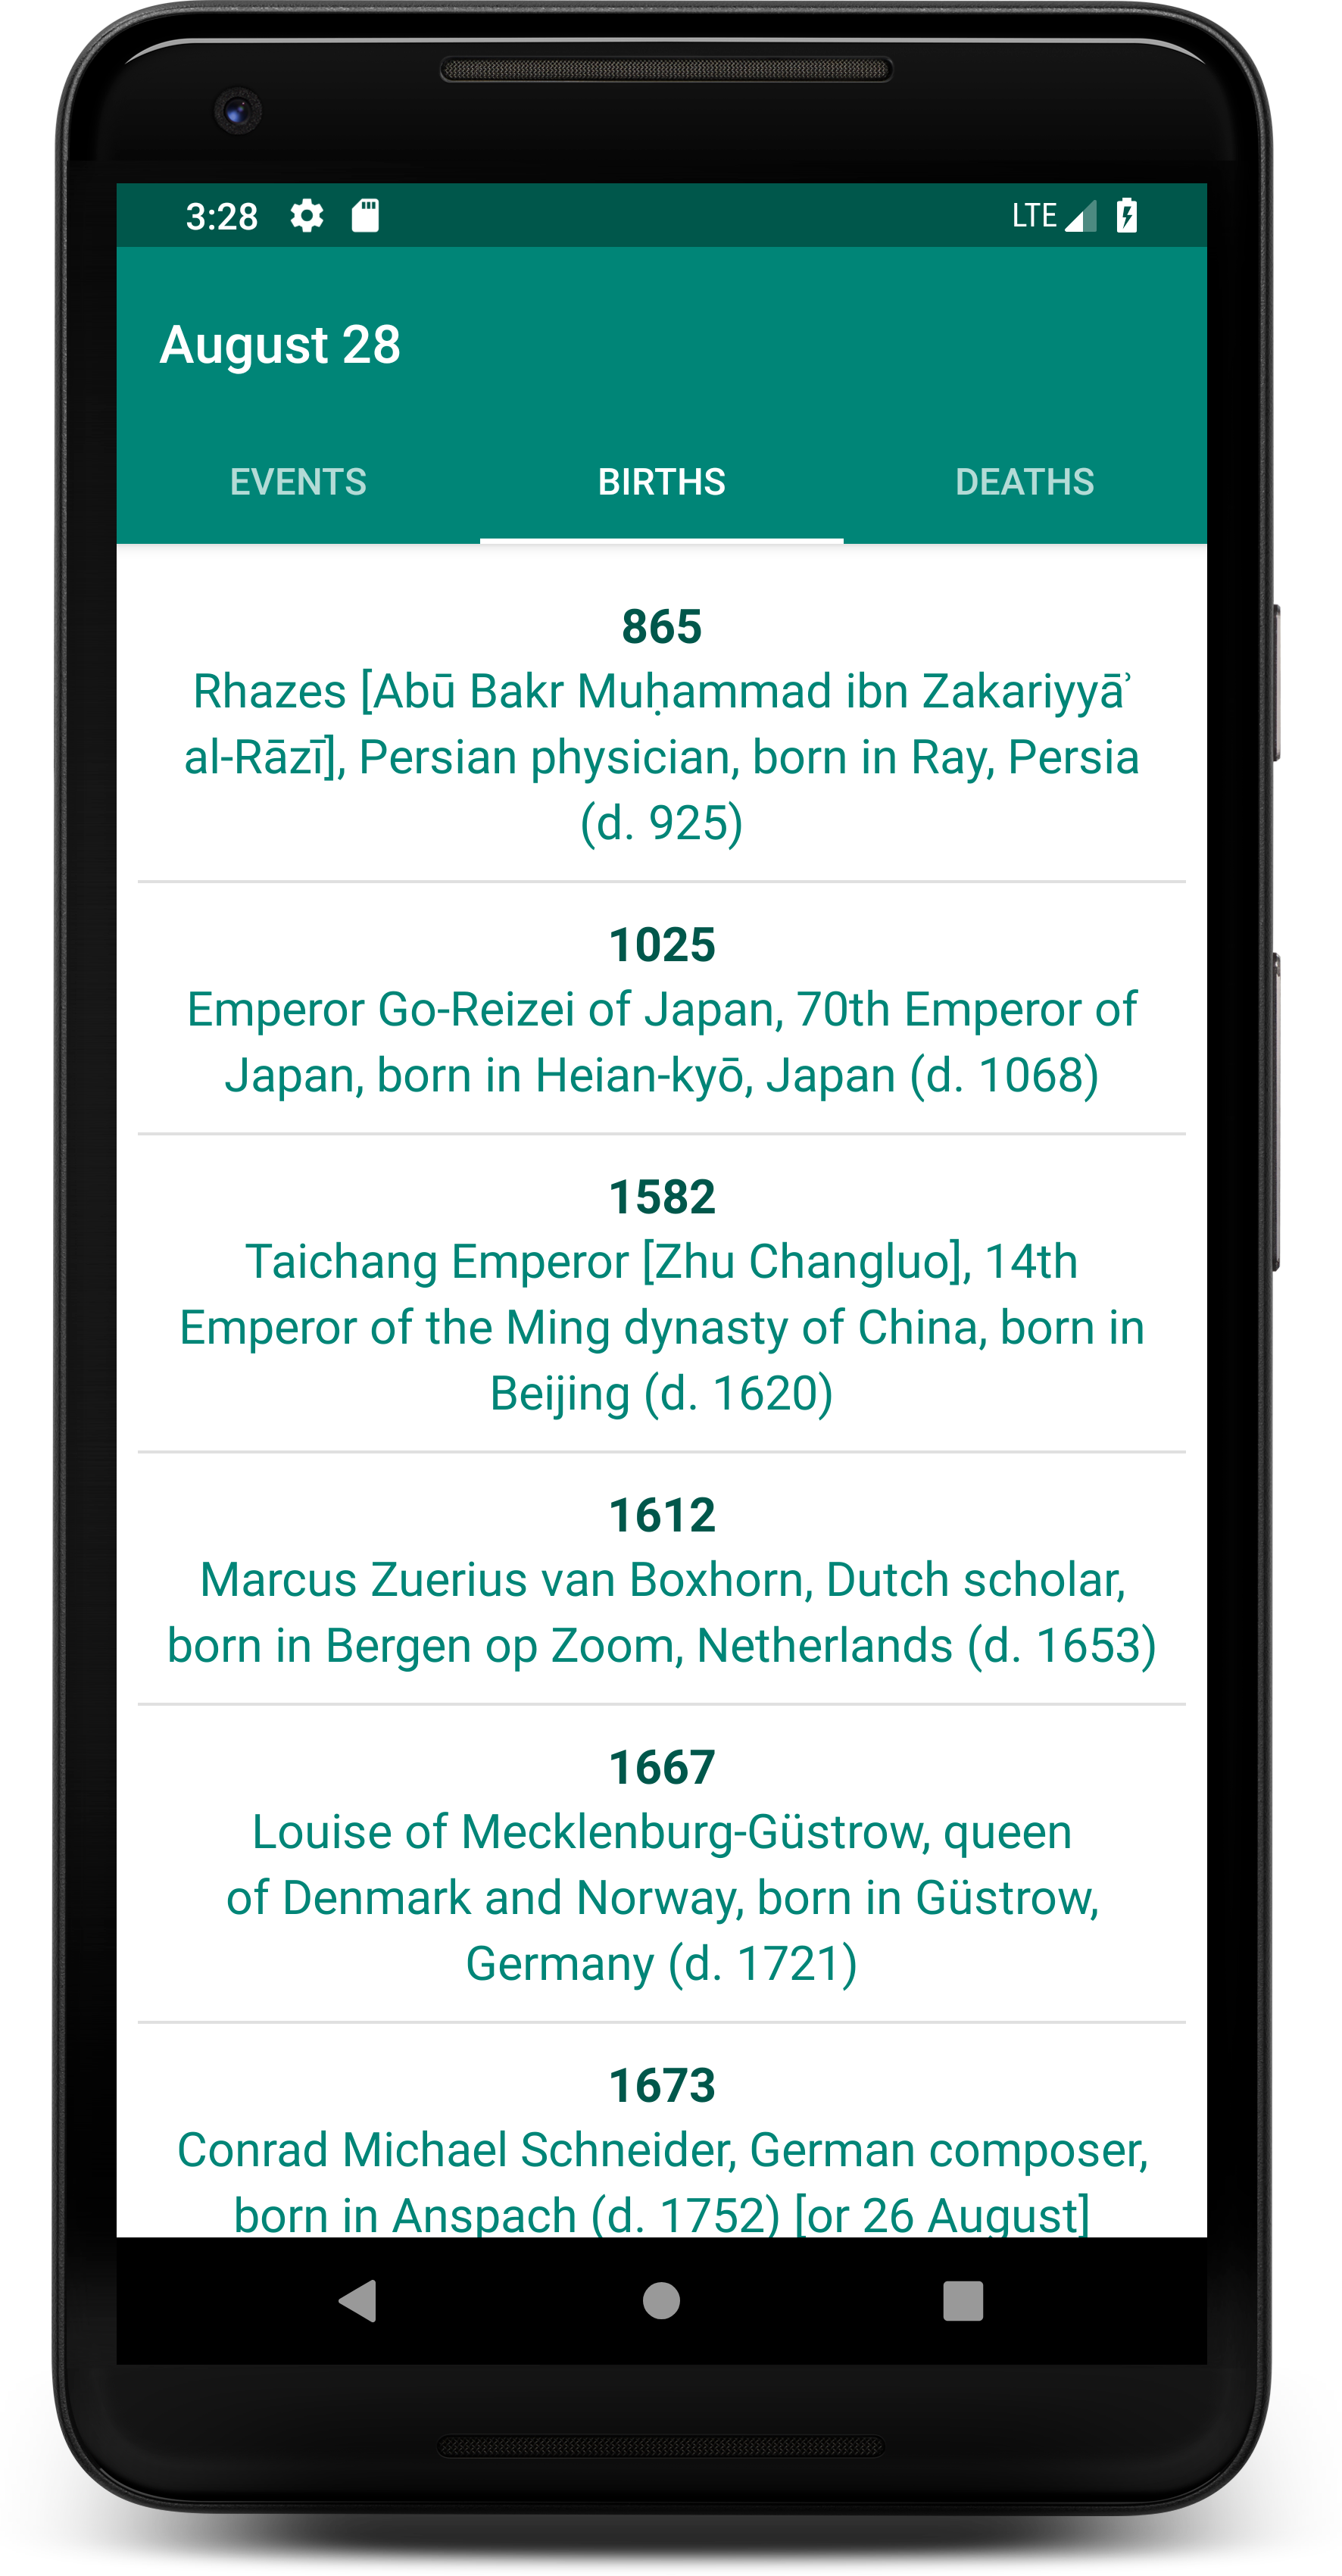 3:28 LTE
August 28
EVENTS BIRTHS DEATHS
865
Rhazes [Abū Bakr Muḥammad ibn Zakariyyāʾ
al-Rāzī], Persian physician, born in Ray, Persia
(d. 925)
1025
Emperor Go-Reizei of Japan, 70th Emperor of
Japan, born in Heian-kyō, Japan (d. 1068)
1582
Taichang Emperor [Zhu Changluo], 14th
Emperor of the Ming dynasty of China, born in
Beijing (d. 1620)
1612
Marcus Zuerius van Boxhorn, Dutch scholar,
born in Bergen op Zoom, Netherlands (d. 1653)
1667
Louise of Mecklenburg-Güstrow, queen
of Denmark and Norway, born in Güstrow,
Germany (d. 1721)
1673
Conrad Michael Schneider, German composer,
born in Anspach (d. 1752) [or 26 August]